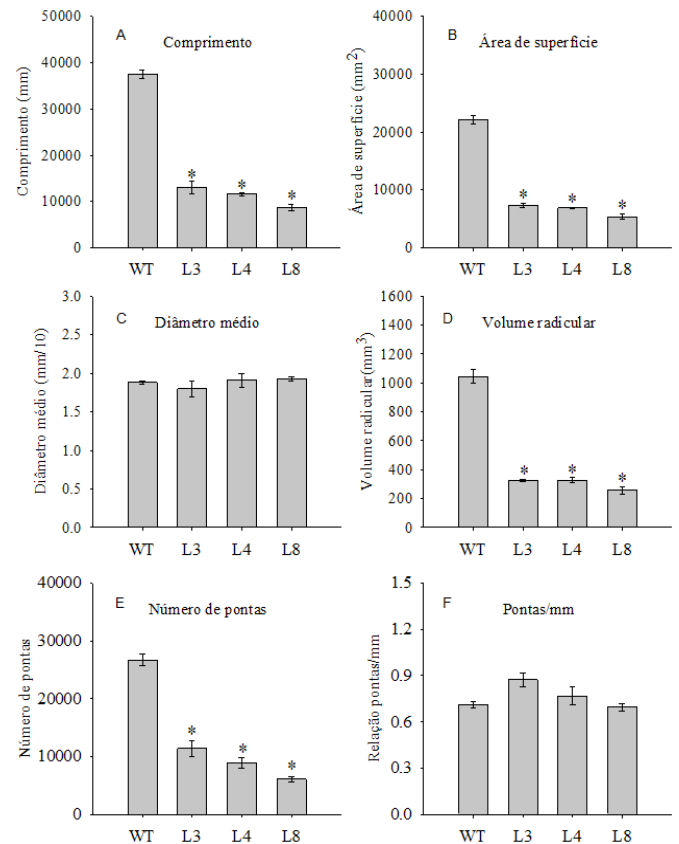 A Comprimento
Comprimento (mm)
50000
40000
30000
20000
10000
0
* * *
WT L3 L4 L8
B Área de superficie
Área de superficie (mm²)
40000
30000
20000
10000
0
* * *
WT L3 L4 L8
C Diâmetro médio
Diâmetro médio (mm/10)
3.0
2.5
2.0
1.5
1.0
0.5
0.0
WT L3 L4 L8
D Volume radicular
Volume radicular(mm³)
1600
1400
1200
1000
800
600
400
200
0
* * *
WT L3 L4 L8
E Número de pontas
Número de pontas
40000
30000
20000
10000
0
* * *
WT L3 L4 L8
F Pontas/mm
Relação pontas/mm
1.5
1.2
0.9
0.6
0.3
0.0
WT L3 L4 L8